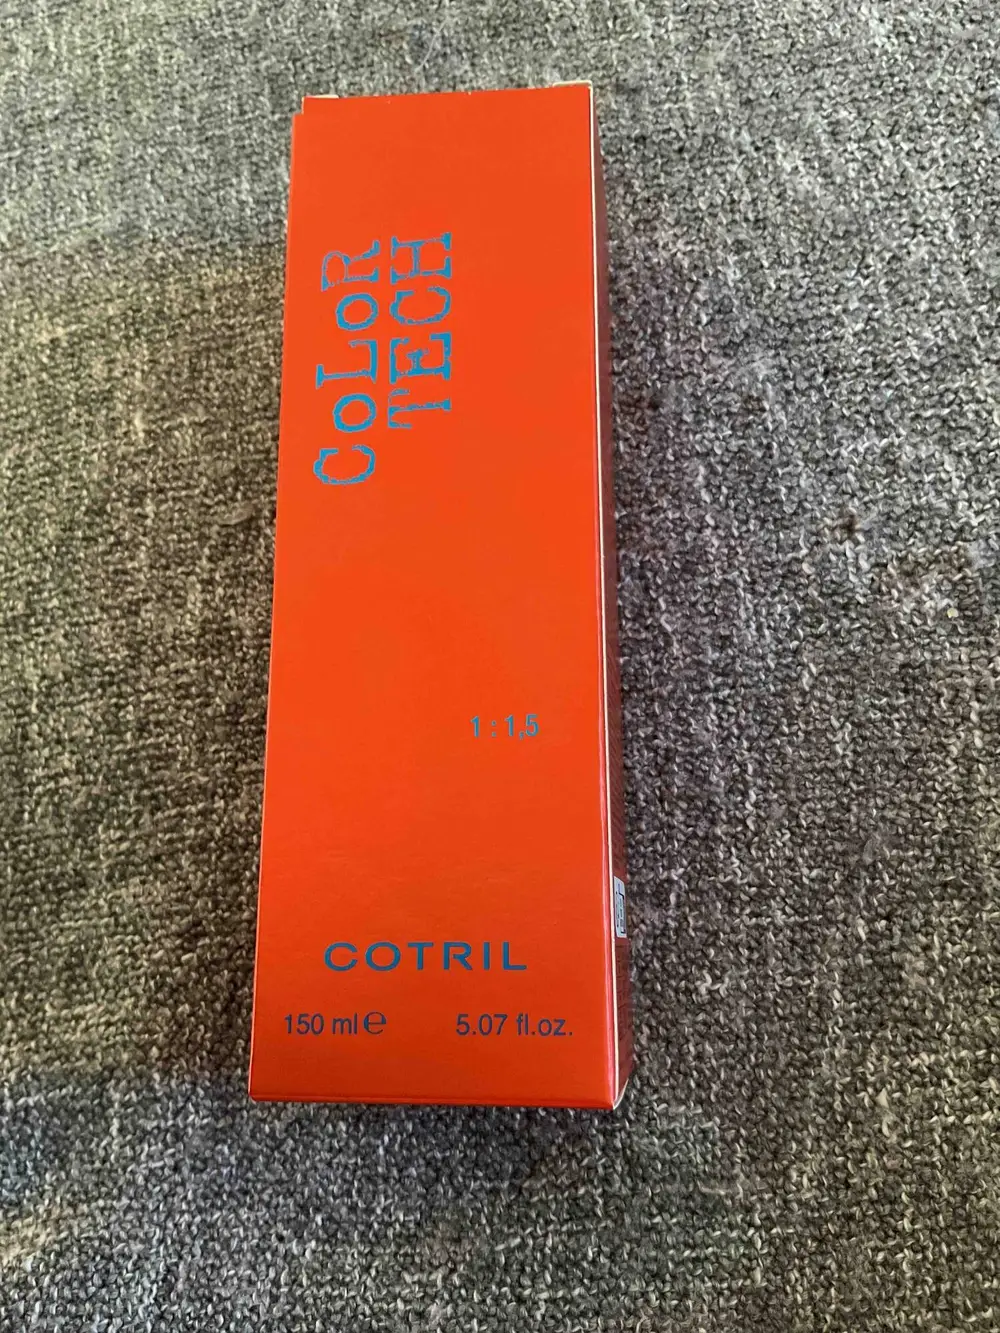 CoLoR
TECH
1 : 1,5
COTRIL
150 ml ℮ 5.07 fl.oz.